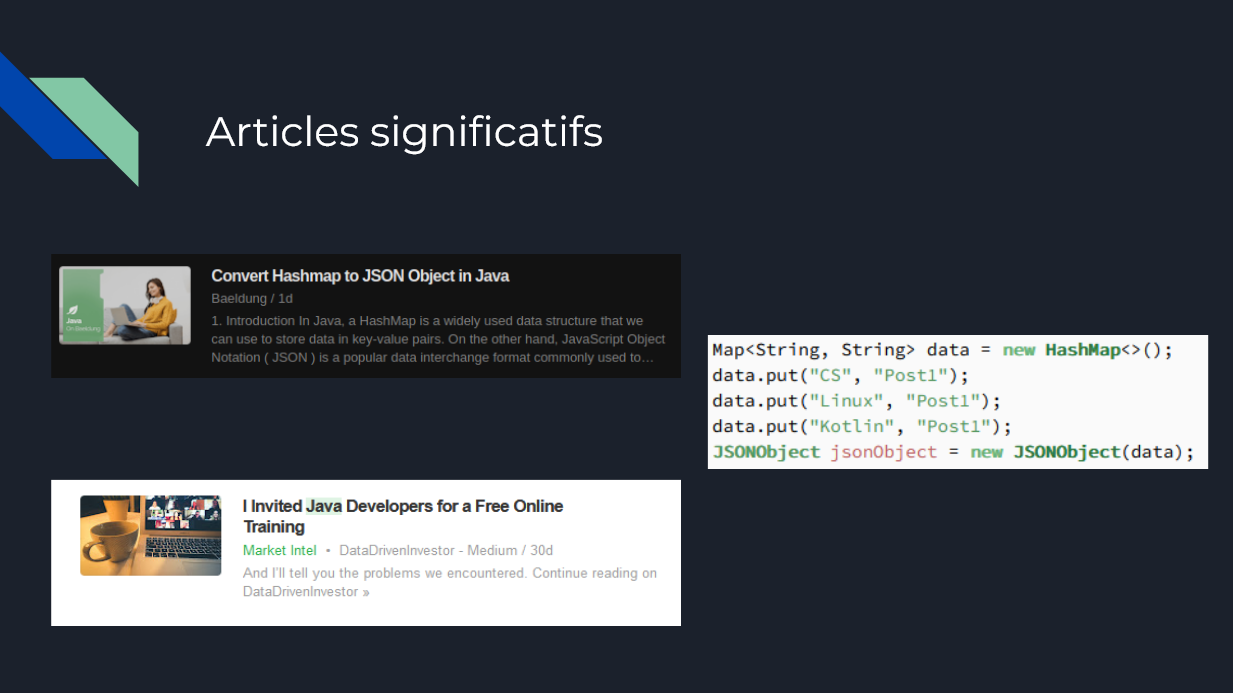 Articles significatifs
Convert Hashmap to JSON Object in Java
Baeldung / 1d
1. Introduction In Java, a HashMap is a widely used data structure that we
can use to store data in key-value pairs. On the other hand, JavaScript Object
Notation ( JSON ) is a popular data interchange format commonly used to…
Java
On Baeldung
Map<String, String> data = new HashMap<>();
data.put("CS", "Post1");
data.put("Linux", "Post1");
data.put("Kotlin", "Post1");
JSONObject jsonObject = new JSONObject(data);
I Invited Java Developers for a Free Online
Training
Market Intel • DataDrivenInvestor - Medium / 30d
And I'll tell you the problems we encountered. Continue reading on
DataDrivenInvestor »